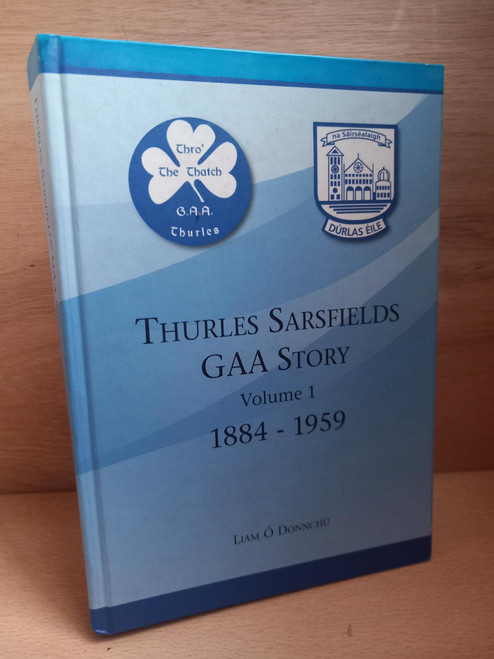 Thro'
The Thatch
G.A.A.
Thurles
na Sáirséalaigh
DÚRLAS ÉILE
THURLES SARSFIELDS
GAA STORY
Volume 1
1884 - 1959
LIAM Ó DONNCHÚ